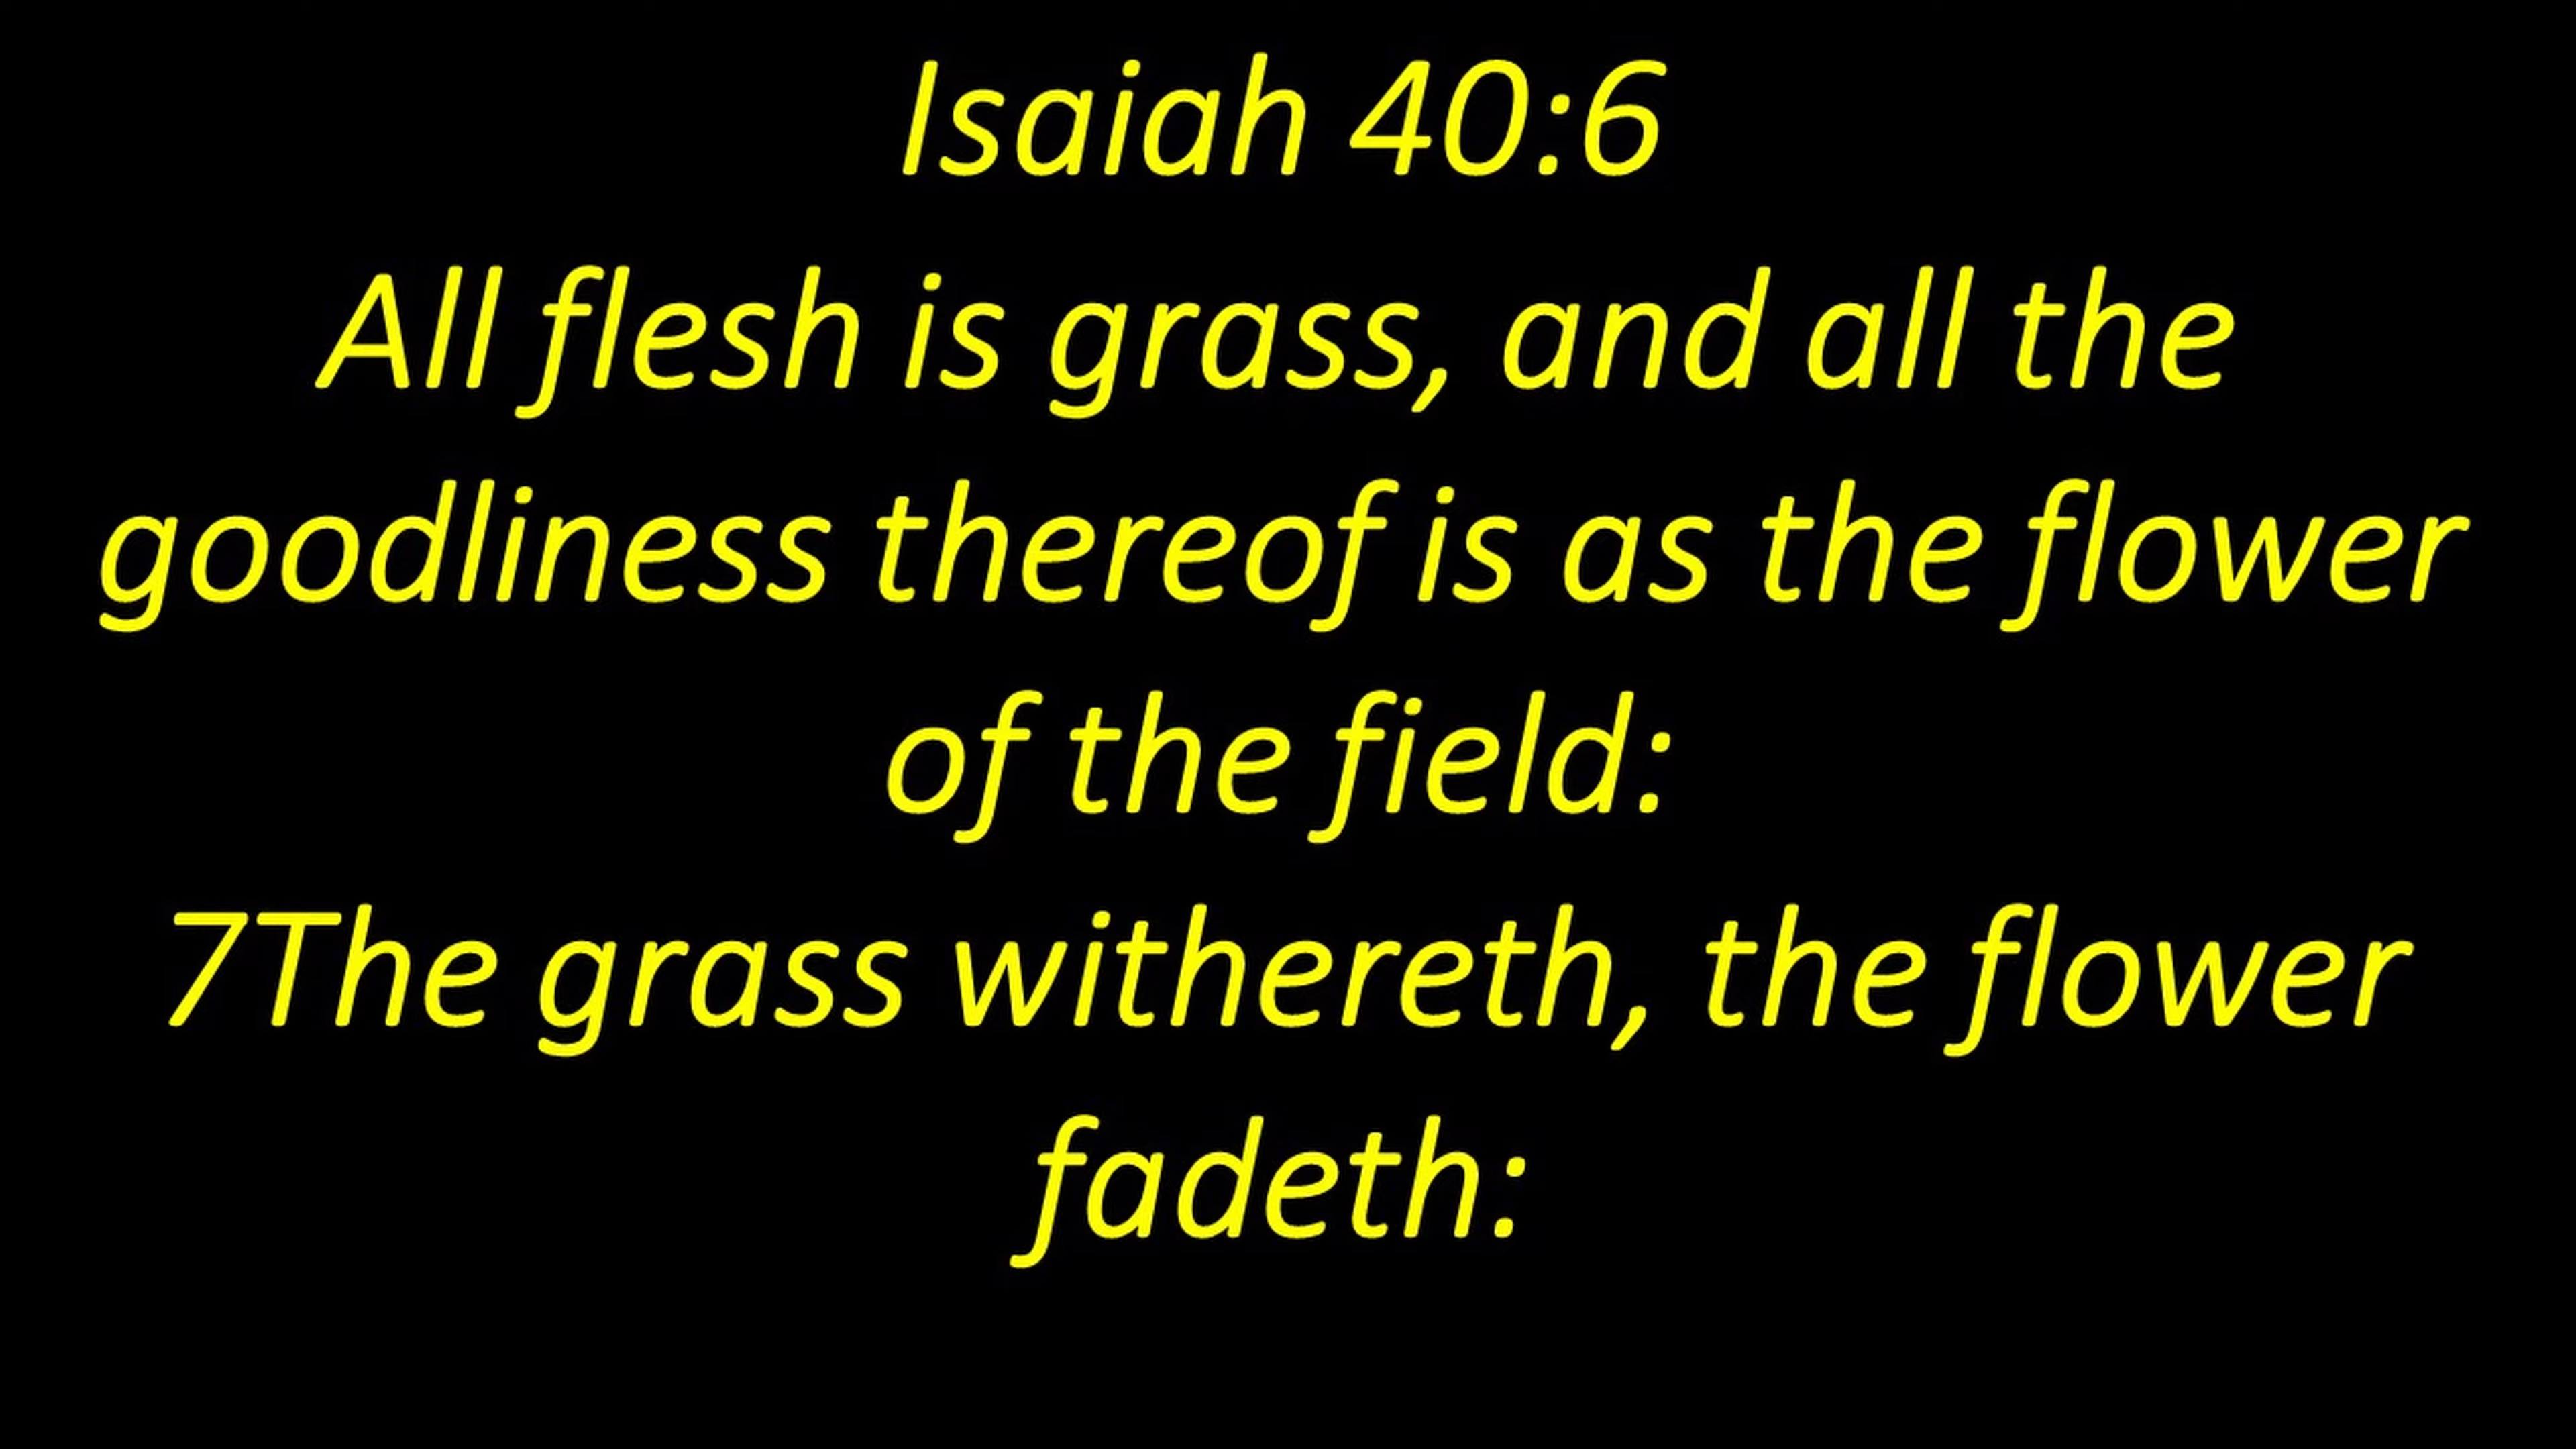 Isaiah 40:6
All flesh is grass, and all the
goodliness thereof is as the flower
of the field:
7The grass withereth, the flower
fadeth: